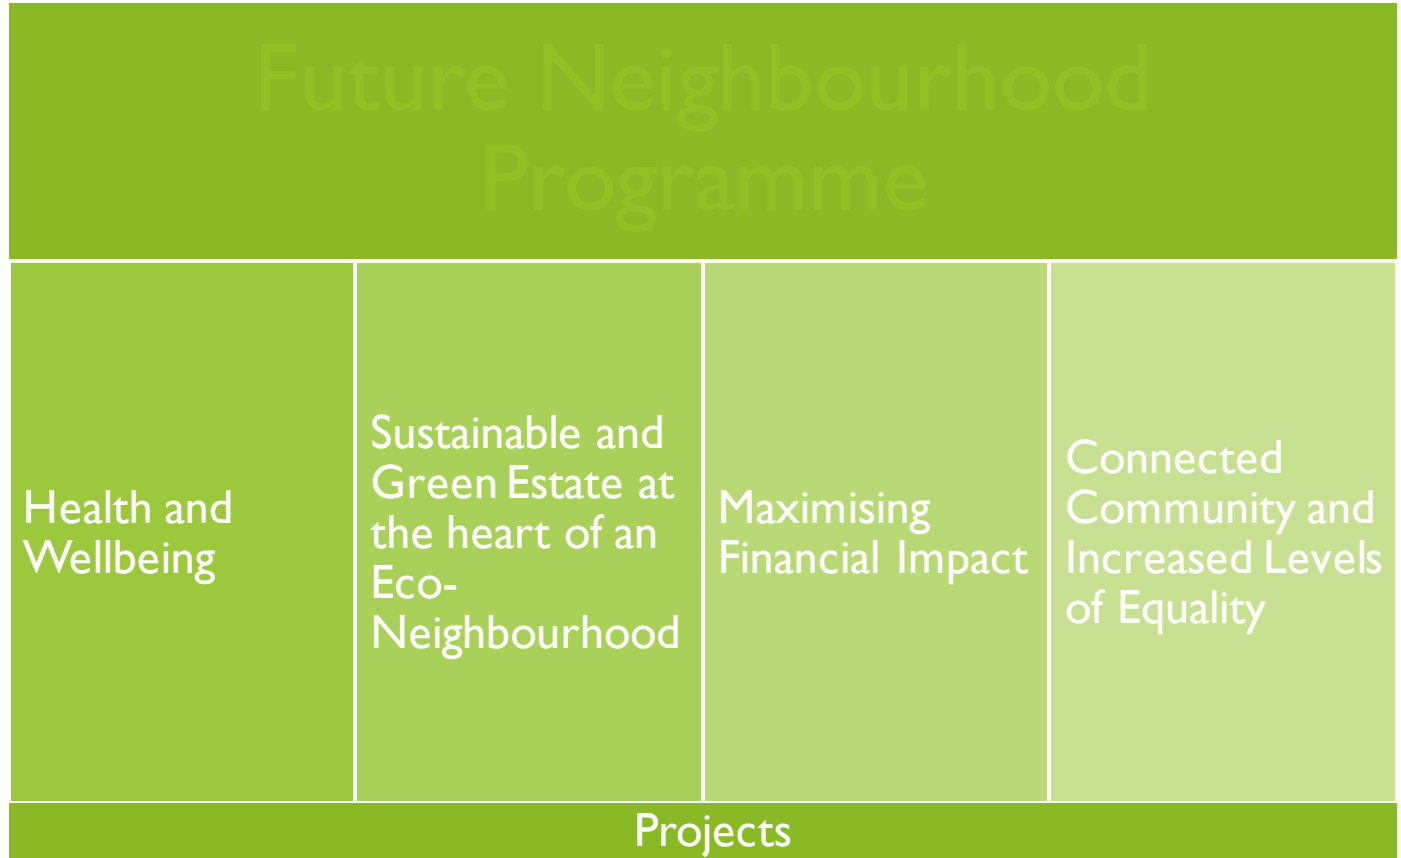 Future Neighbourhood
Programme
Health and
Wellbeing
Sustainable and
Green Estate at
the heart of an
Eco-
Neighbourhood
Maximising
Financial Impact
Connected
Community and
Increased Levels
of Equality
Projects